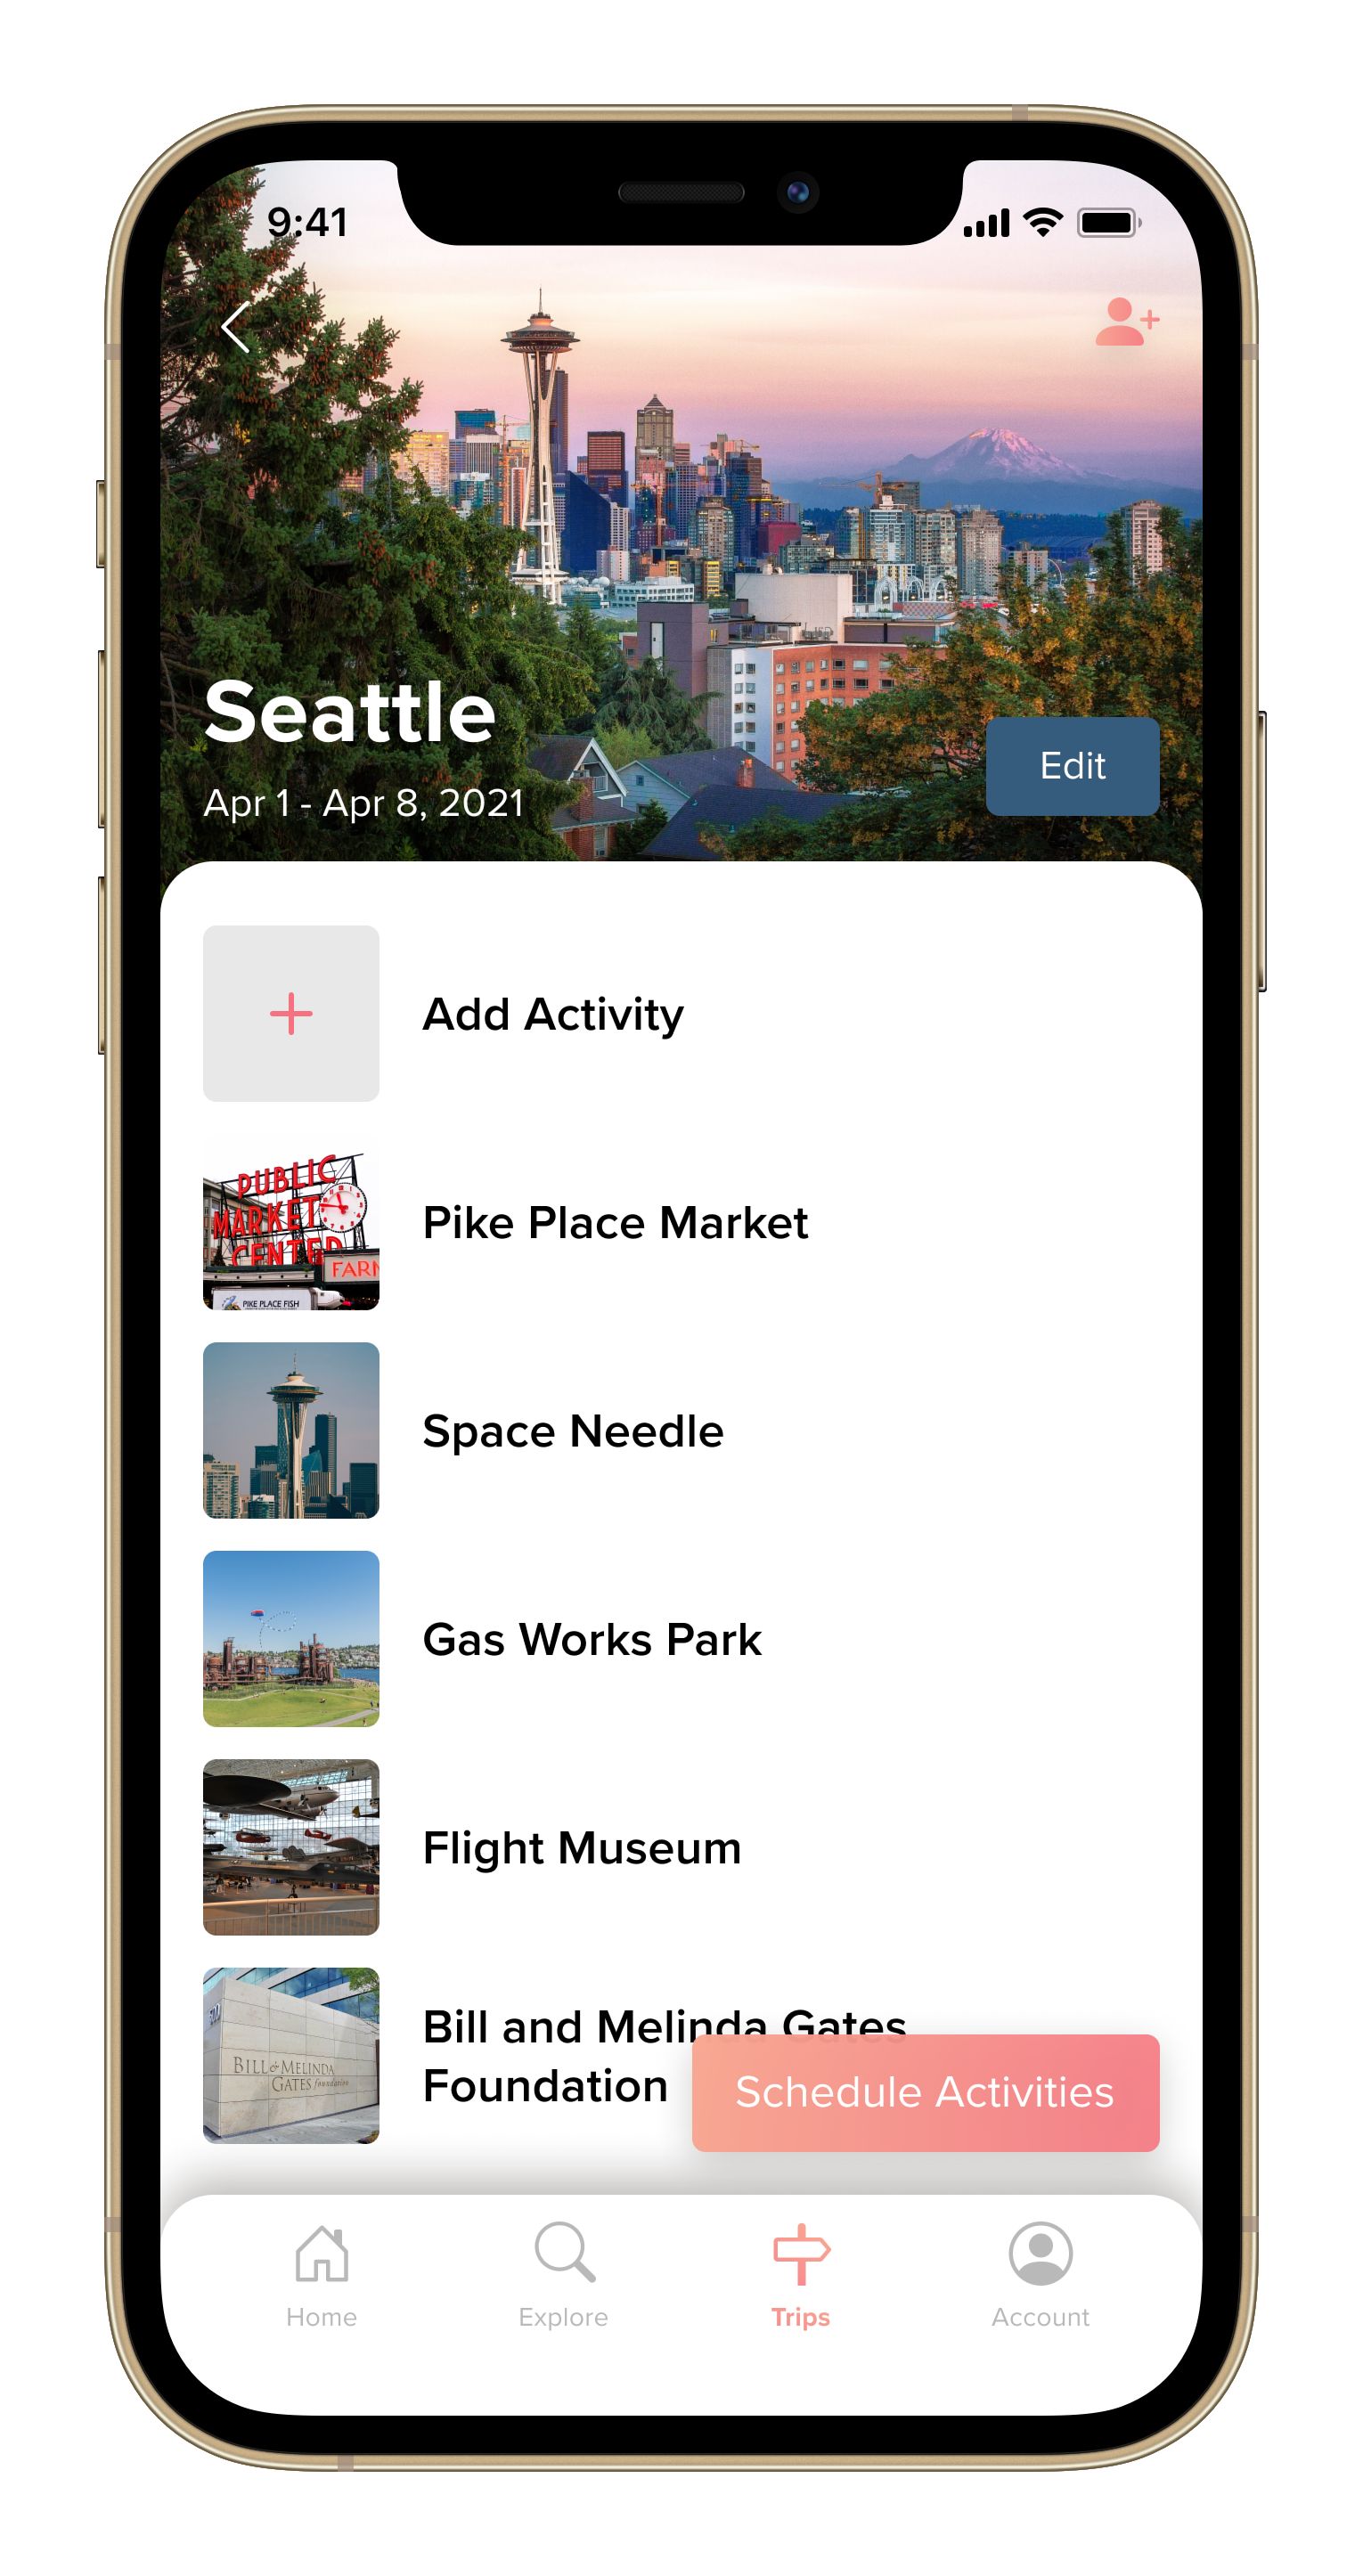 9:41
Seattle
Apr 1 - Apr 8, 2021
Edit
Add Activity
PUBLIC
MARKET
CENTER
FARM
PIKE PLACE FISH
Pike Place Market
Space Needle
Gas Works Park
Flight Museum
BILL & MELINDA
GATES foundation
Bill and Melinda Gates
Foundation
Schedule Activities
Home
Explore
Trips
Account